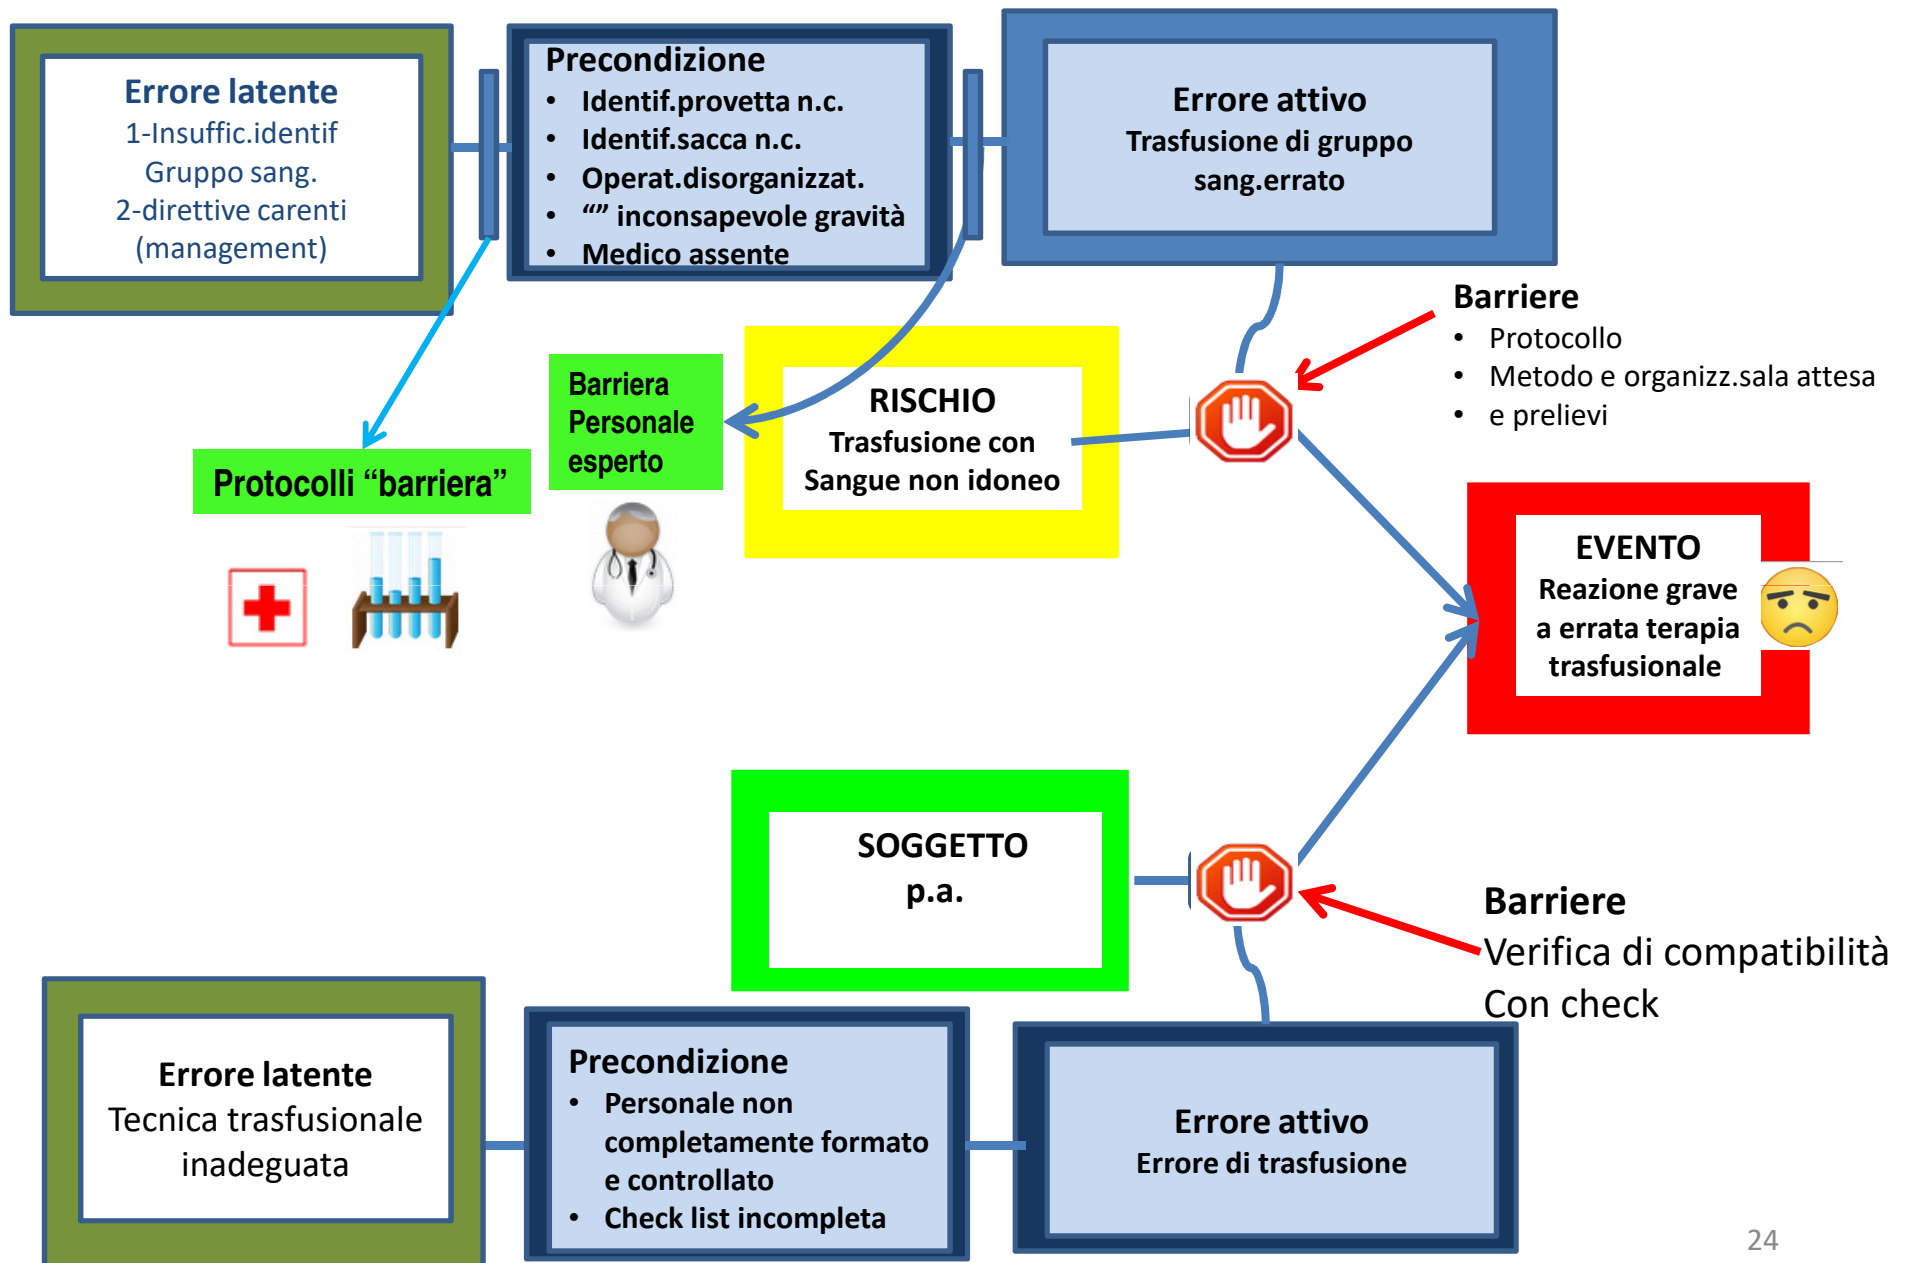 Errore latente
1-Insuffic.identif
Gruppo sang.
2-direttive carenti
(management)
Precondizione
• Identif.provetta n.c.
• Identif.sacca n.c.
• Operat.disorganizzat.
• “” inconsapevole gravità
• Medico assente
Errore attivo
Trasfusione di gruppo
sang.errato
Barriere
• Protocollo
• Metodo e organizz.sala attesa
• e prelievi
Barriera
Personale
esperto
RISCHIO
Trasfusione con
Sangue non idoneo
Protocolli “barriera”
EVENTO
Reazione grave
a errata terapia
trasfusionale
SOGGETTO
p.a.
Barriere
Verifica di compatibilità
Con check
Errore latente
Tecnica trasfusionale
inadeguata
Precondizione
• Personale non
completamente formato
e controllato
• Check list incompleta
Errore attivo
Errore di trasfusione
24